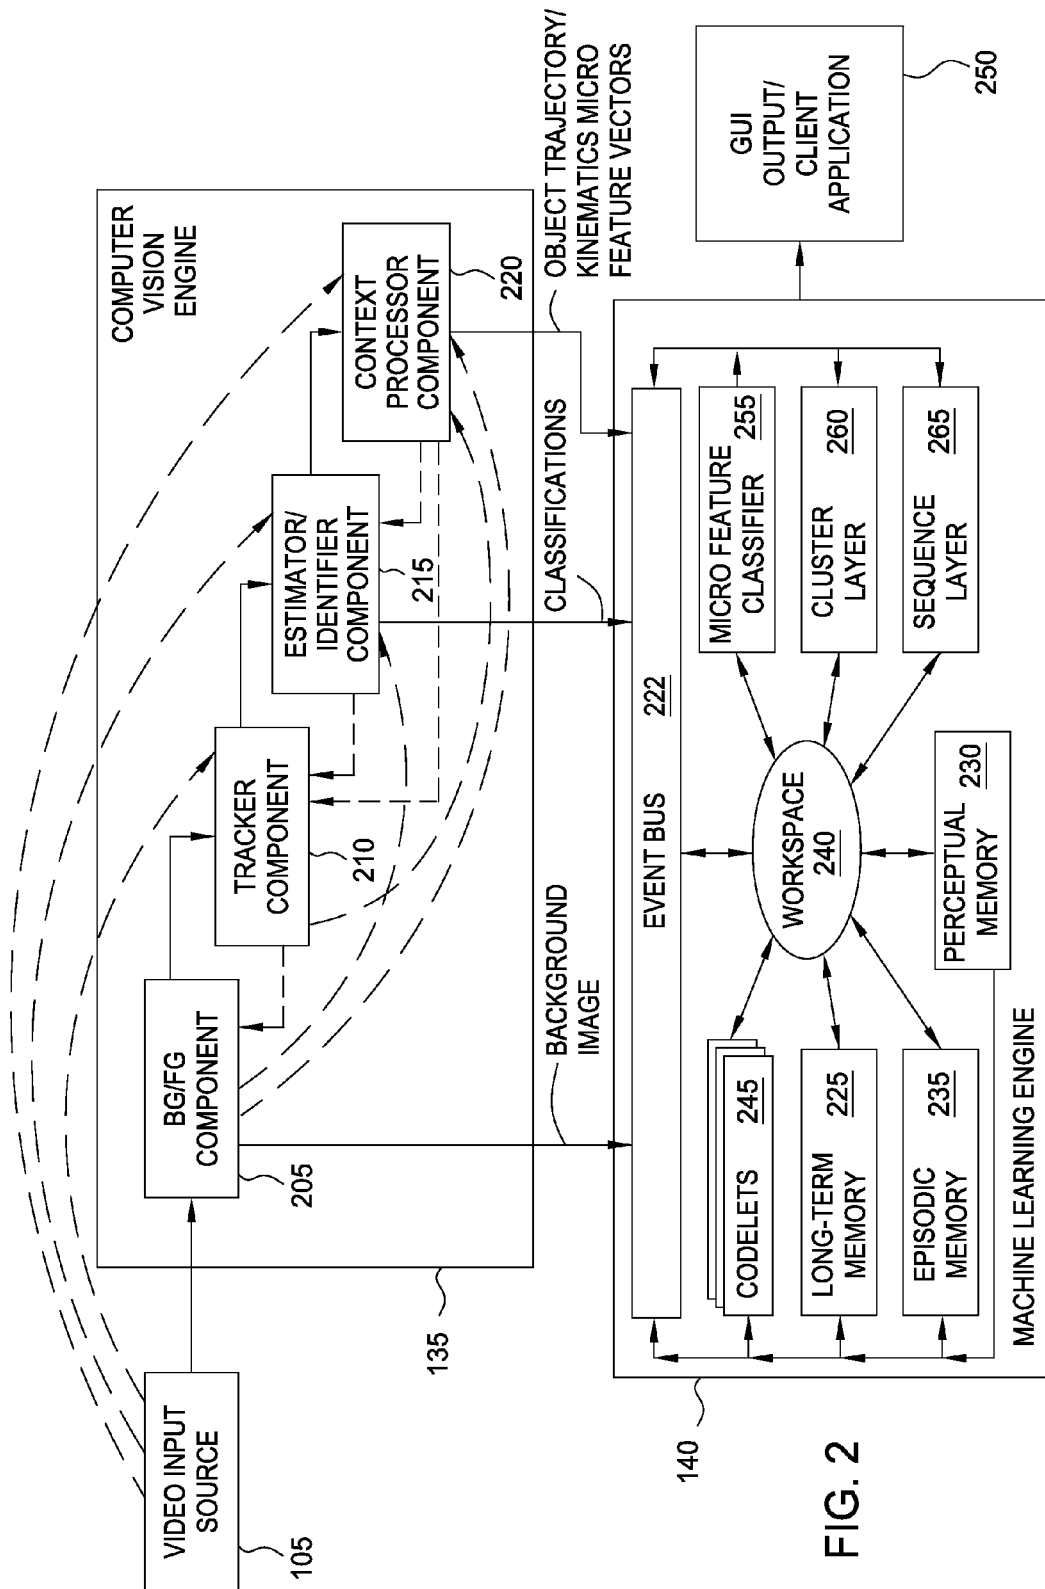 VIDEO INPUT
SOURCE
105
COMPUTER
VISION
ENGINE
135
BG/FG
COMPONENT
205
TRACKER
COMPONENT
210
ESTIMATOR/
IDENTIFIER
COMPONENT
215
CONTEXT
PROCESSOR
COMPONENT
220
BACKGROUND
IMAGE
CLASSIFICATIONS
OBJECT TRAJECTORY/
KINEMATICS MICRO
FEATURE VECTORS
EVENT BUS
222
CODELETS
245
LONG-TERM
MEMORY
225
EPISODIC
MEMORY
235
WORKSPACE
240
PERCEPTUAL
MEMORY
230
MICRO FEATURE
CLASSIFIER
255
CLUSTER
LAYER
260
SEQUENCE
LAYER
265
MACHINE LEARNING ENGINE
140
GUI
OUTPUT/
CLIENT
APPLICATION
250
FIG. 2